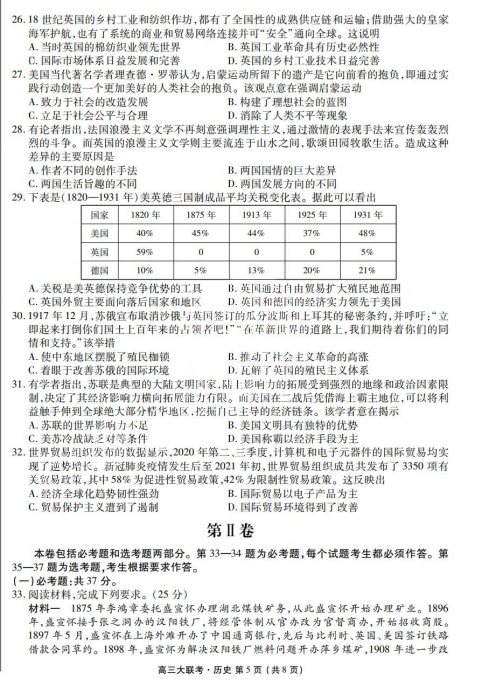 26. 18 世纪英国的乡村工业和纺织作坊,都有了全国性的成熟供应链和运输;借助强大的皇家
海军护航,也有了系统的商业和贸易网络连接并可“安全”通向全球。这说明
A. 当时英国的棉纺织业领先世界 B. 英国工业革命具有历史必然性
C. 国际市场体系日益发展和完善 D. 英国的乡村工业技术日益完善
27. 美国当代著名学者理查德·罗蒂认为,启蒙运动所留下的遗产是它向前看的抱负,即通过实
践行动创造一个更加美好的人类社会的抱负。该观点意在强调启蒙运动
A. 致力于社会的改造发展 B. 构建了理想社会的蓝图
C. 立足于社会公平与合理 D. 消除了人类不平等现象
28. 有论者指出,法国浪漫主义文学不再刻意强调理性主义,通过激情的表现手法来宣传轰轰烈
烈的斗争。而英国的浪漫主义文学则主要流连于山水之间,歌颂田园牧歌生活。造成这种
差异的主要原因是
A. 作者不同的创作手法 B. 两国国情的巨大差异
C. 两国生活旨趣的不同 D. 两国发展方向的不同
29. 下表是(1820—1931 年)美英德三国制成品平均关税变化表。据此可以看出
国家 1820 年 1875 年 1913 年 1925 年 1931 年
美国 40% 45% 44% 37% 48%
英国 59% 0 0 0 5%
德国 10% 5% 13% 20% 21%
A. 关税是美英德保持竞争优势的工具 B. 英国通过自由贸易扩大殖民地范围
C. 英国外贸主要面向落后国家和地区 D. 英国和德国的经济实力领先于美国
30. 1917 年 12 月,苏俄宣布取消沙俄与英国签订的瓜分波斯和土耳其的秘密条约,并呼吁:“立
即起来打倒你们国土上百年来的占领者吧!”“在革新世界的道路上,我们期待着你们的同
情和支持。”该举措
A. 使中东地区摆脱了殖民枷锁 B. 推动了社会主义革命的高涨
C. 着眼于改善苏俄的国际环境 D. 瓦解了英国的殖民主义体系
31. 有学者指出,苏联是典型的大陆文明国家,陆上影响力的拓展受到强烈的地缘和政治因素限
制,决定了其经济影响力横向拓展能力有限。而美国在二战后凭借海上霸主地位,可以将利
益触手伸到全球绝大部分精华地区,挖掘自己主导的经济链条。该学者意在揭示
A. 苏联的世界影响力不足 B. 美国文明具有独特的优势
C. 美苏冷战缺乏对等条件 D. 美国称霸以经济手段为主
32. 世界贸易组织发布的数据显示,2020 年第二、三季度,计算机和电子元器件的国际贸易均实
现了逆势增长。新冠肺炎疫情发生后至 2021 年初,世界贸易组织成员共发布了 3350 项有
关贸易政策,其中 58%为促进性贸易政策,42%为限制性贸易政策。这反映出
A. 经济全球化趋势韧性强劲 B. 国际贸易以电子产品为主
C. 贸易保护主义遭到了遏制 D. 国际贸易环境得到了改善
第Ⅱ卷
本卷包括必考题和选考题两部分。第 33—34 题为必考题,每个试题考生都必须作答。第
35—37 题为选考题,考生根据要求作答。
(一)必考题:共 37 分。
33. 阅读材料,完成下列要求。(25 分)
材料一 1875 年李鸿章委托盛宣怀办理湖北煤铁矿务,从此盛宣怀开始办理矿业。1896
年,盛宣怀接手张之洞办的汉阳铁厂,将经营体制从官办改为官督商办,开始招收商股。
1897 年 5 月,盛宣怀在上海外滩开办了中国通商银行,先后与比利时、英国、美国签订铁路
借款合同草约。1898 年,盛宣怀为解决汉阳铁厂燃料问题开办萍乡煤矿,1908 年进一步改
高三大联考·历史 第 5 页(共 8 页)